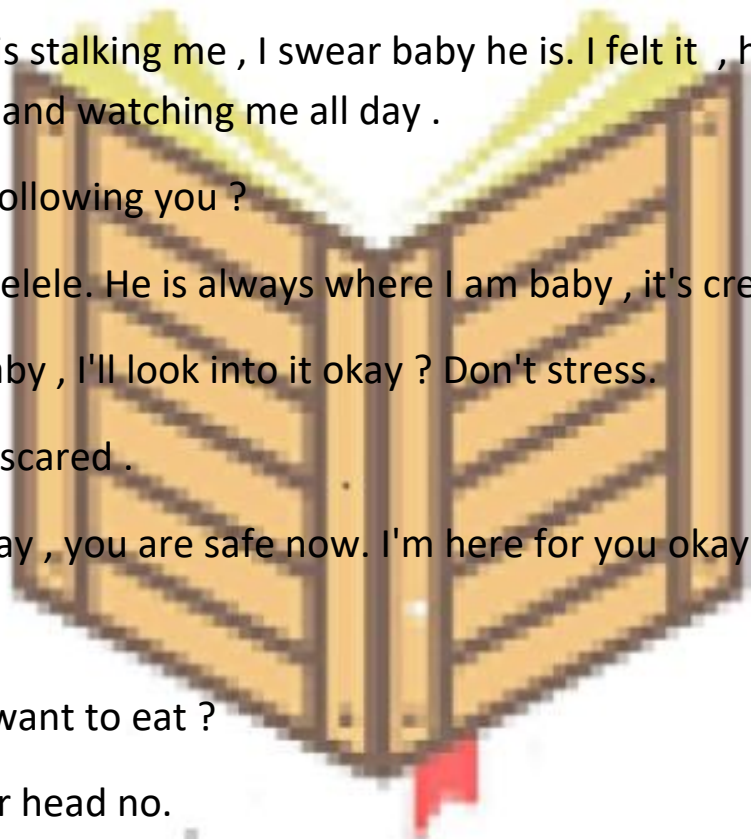 's stalking me , I swear baby he is. I felt it , h
and watching me all day .
ollowing you ?
elele. He is always where I am baby , it's cre
aby , I'll look into it okay ? Don't stress.
scared .
ay , you are safe now. I'm here for you okay
want to eat ?
r head no.